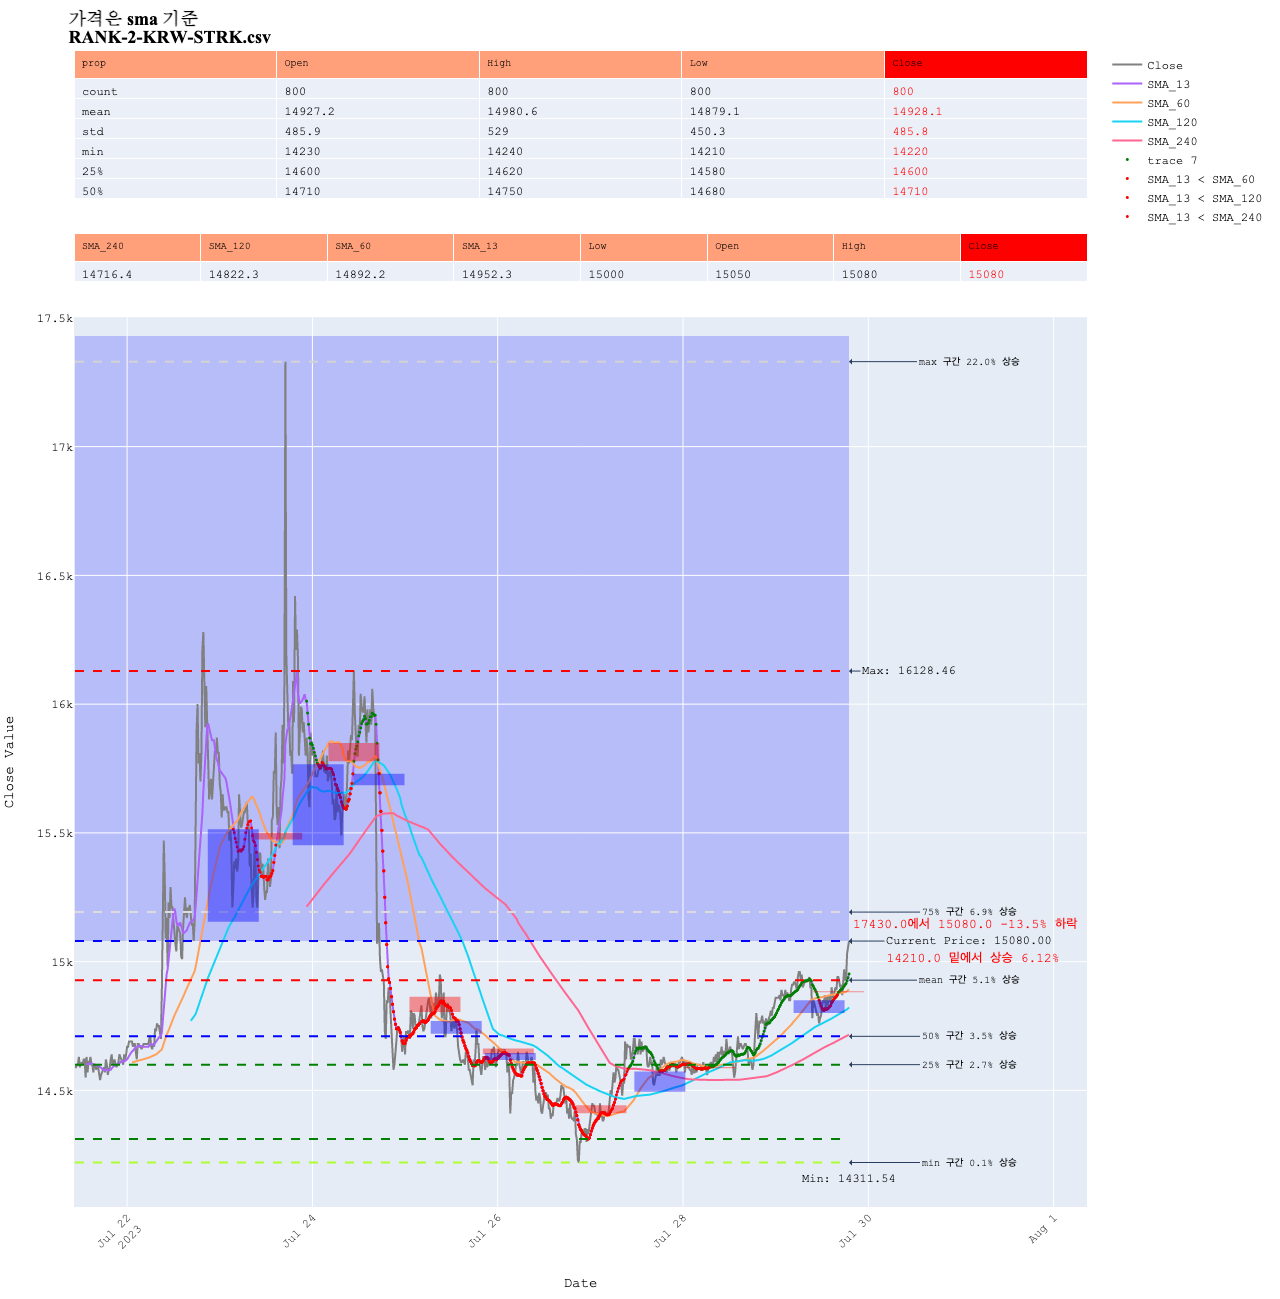 가격은 sma 기준
RANK-2-KRW-STRK.csv
prop Open High Low Close
count 800 800 800 800
mean 14927.2 14980.6 14879.1 14928.1
std 485.9 529 450.3 485.8
min 14230 14240 14210 14220
25% 14600 14620 14580 14600
50% 14710 14750 14680 14710
SMA_240 SMA_120 SMA_60 SMA_13 Low Open High Close
14716.4 14822.3 14892.2 14952.3 15000 15050 15080 15080
Close
SMA_13
SMA_60
SMA_120
SMA_240
trace 7
SMA_13 < SMA_60
SMA_13 < SMA_120
SMA_13 < SMA_240
17.5k
17k
16.5k
16k
15.5k
15k
14.5k
Close Value
max 구간 22.0% 상승
Max: 16128.46
75% 구간 6.9% 상승
17430.0에서 15080.0 -13.5% 하락
Current Price: 15080.00
14210.0 밑에서 상승 6.12%
mean 구간 5.1% 상승
50% 구간 3.5% 상승
25% 구간 2.7% 상승
min 구간 0.1% 상승
Min: 14311.54
Jul 22
2023
Jul 24
Jul 26
Jul 28
Jul 30
Aug 1
Date